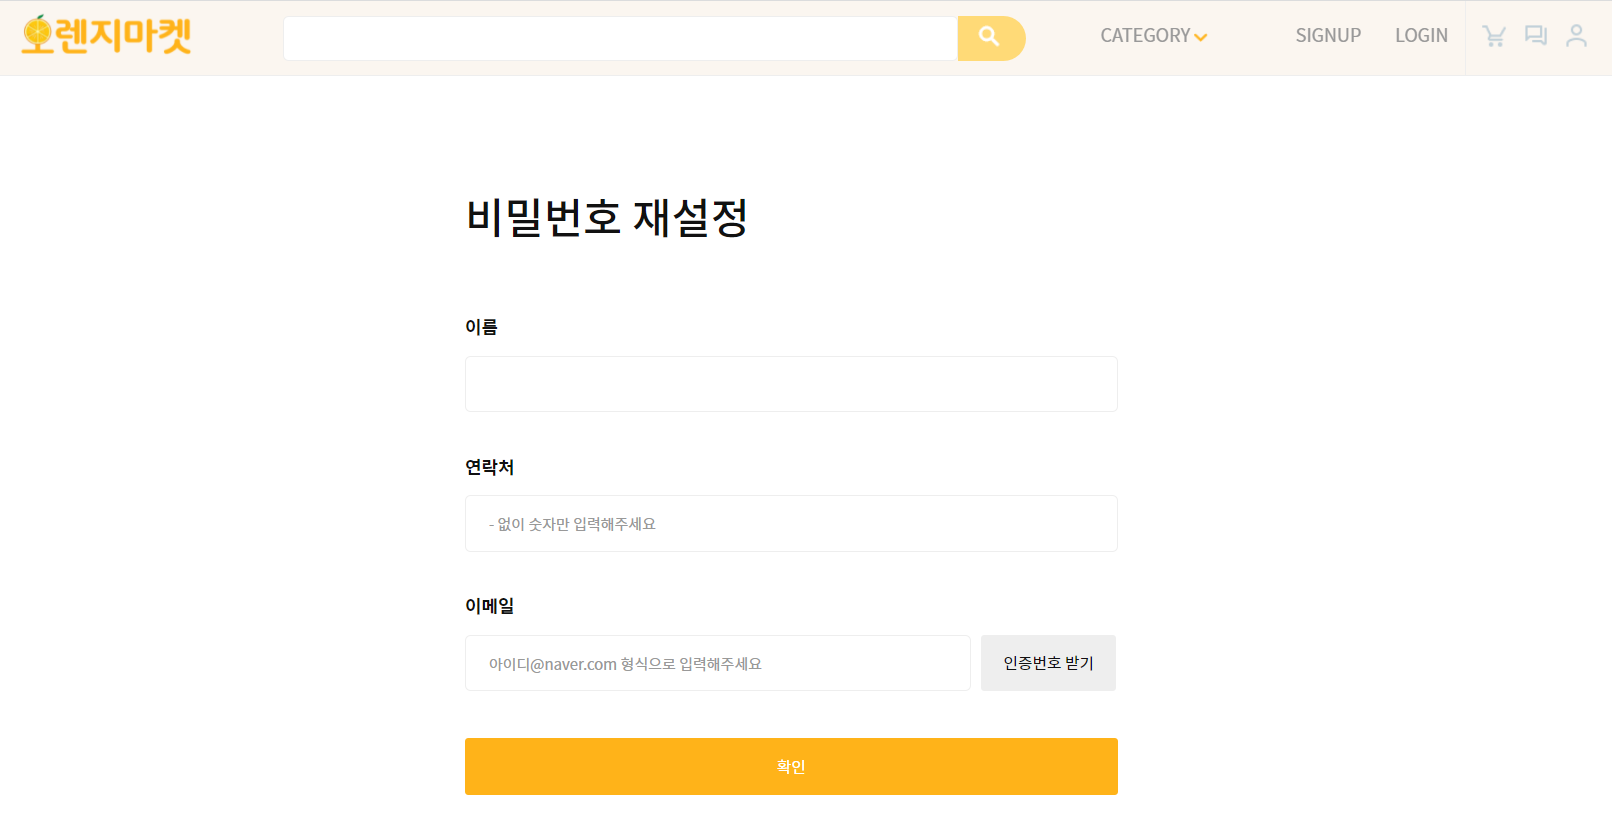 오렌지마켓
CATEGORY
SIGNUP
LOGIN
비밀번호 재설정
이름
연락처
- 없이 숫자만 입력해주세요
이메일
아이디@naver.com 형식으로 입력해주세요
인증번호 받기
확인